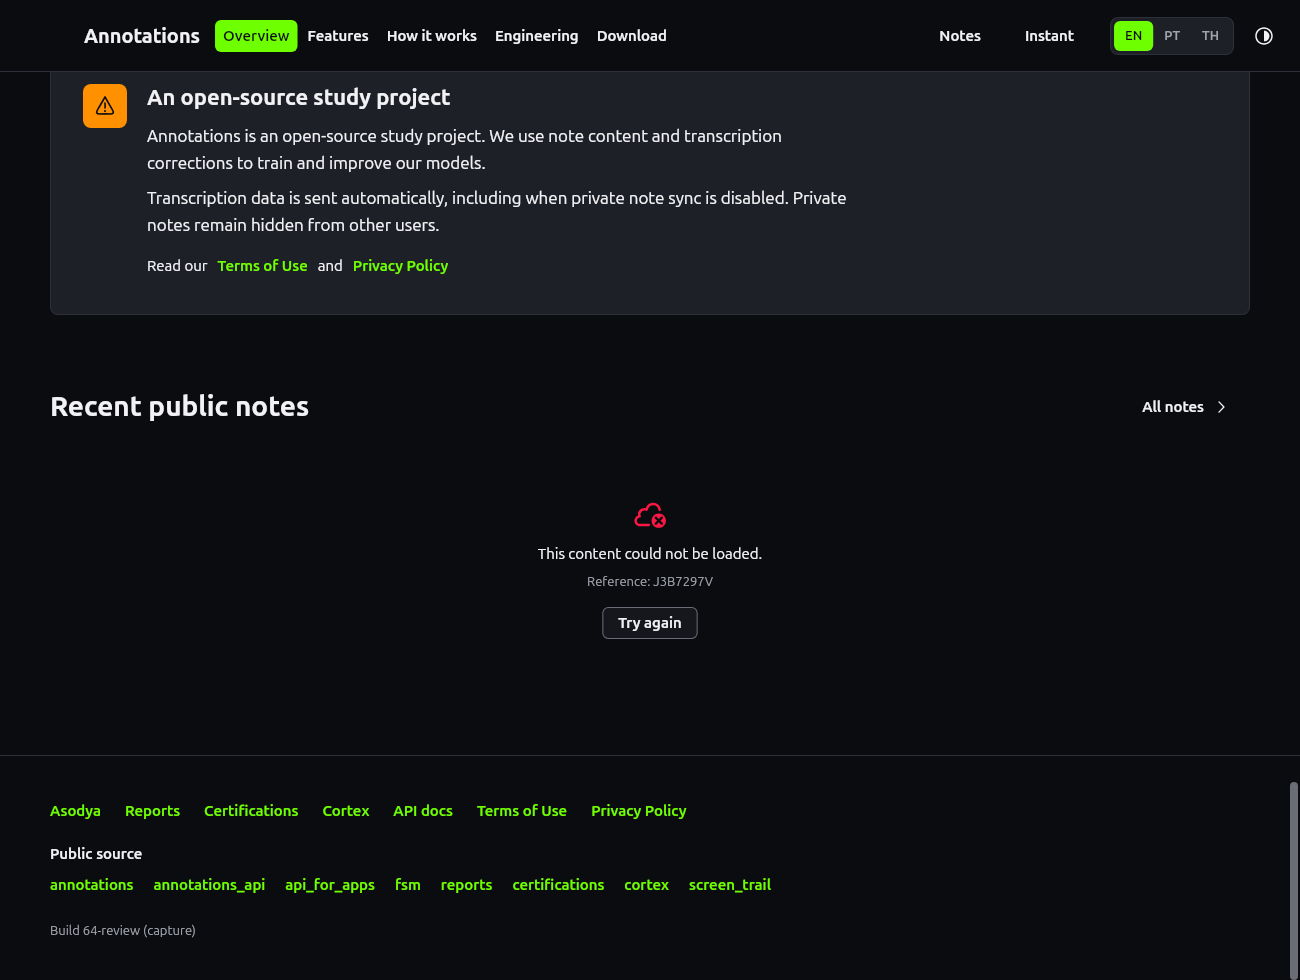 Annotations Overview Features How it works Engineering Download Notes Instant EN PT TH
An open-source study project
Annotations is an open-source study project. We use note content and transcription
corrections to train and improve our models.
Transcription data is sent automatically, including when private note sync is disabled. Private
notes remain hidden from other users.
Read our Terms of Use and Privacy Policy
Recent public notes All notes
This content could not be loaded.
Reference: J3B7297V
Try again
Asodya Reports Certifications Cortex API docs Terms of Use Privacy Policy
Public source
annotations annotations_api api_for_apps fsm reports certifications cortex screen_trail
Build 64-review (capture)